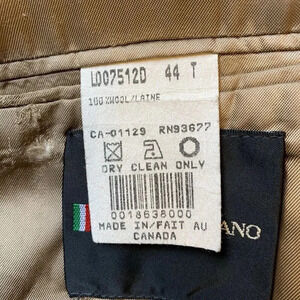 L007512D 44 T
100%WOOL/LAINE
CA-01129 RN93677
DRY CLEAN ONLY
0018638000
MADE IN/FAIT AU
CANADA
ANO